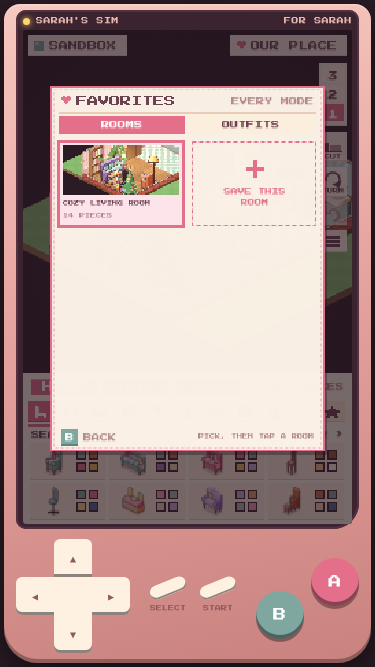 SARAH'S SIM
FOR SARAH
SANDBOX
OUR PLACE
3
2
1
FAVORITES
EVERY MODE
ROOMS
OUTFITS
COZY LIVING ROOM
14 PIECES
+
SAVE THIS
ROOM
B BACK
PICK, THEN TAP A ROOM
SELECT
START
B
A